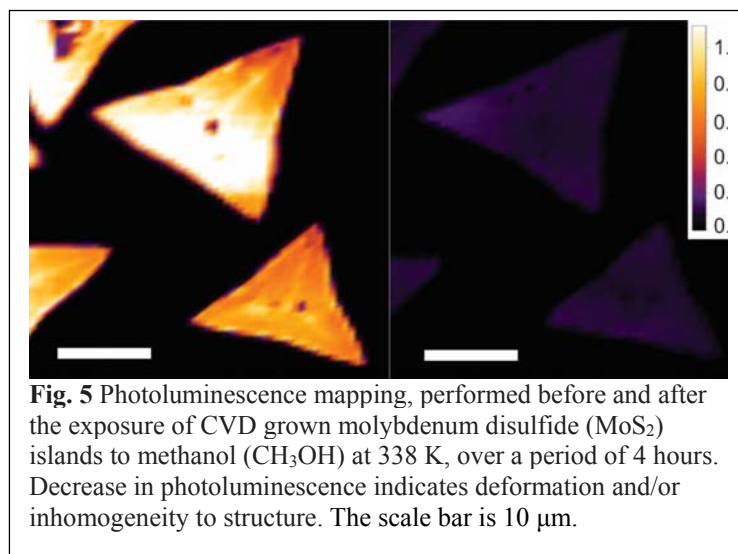 1.
0.
0.
0.
0.
0.
Fig. 5 Photoluminescence mapping, performed before and after
the exposure of CVD grown molybdenum disulfide (MoS₂)
islands to methanol (CH₃OH) at 338 K, over a period of 4 hours.
Decrease in photoluminescence indicates deformation and/or
inhomogeneity to structure. The scale bar is 10 μm.